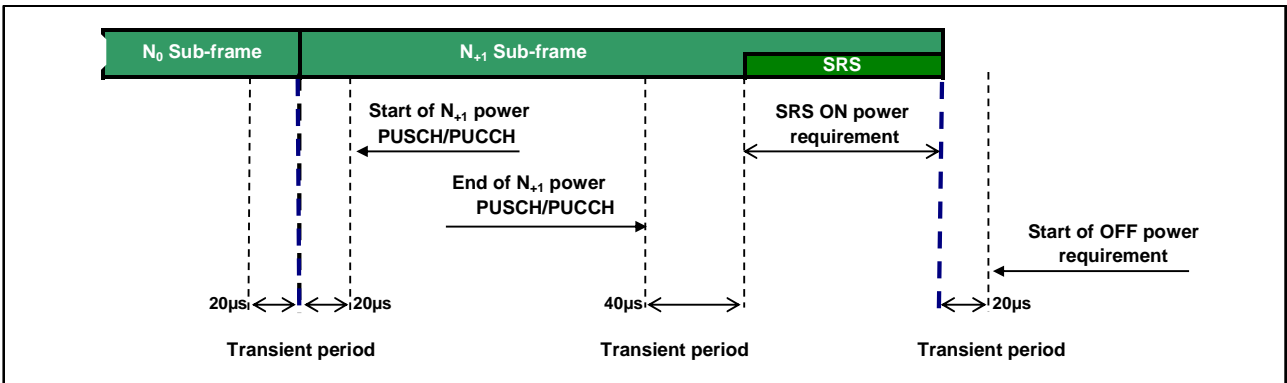 N₀ Sub-frame
N₊₁ Sub-frame
SRS
Start of N₊₁ power
PUSCH/PUCCH
SRS ON power
requirement
End of N₊₁ power
PUSCH/PUCCH
Start of OFF power
requirement
20µs
20µs
40µs
20µs
Transient period
Transient period
Transient period